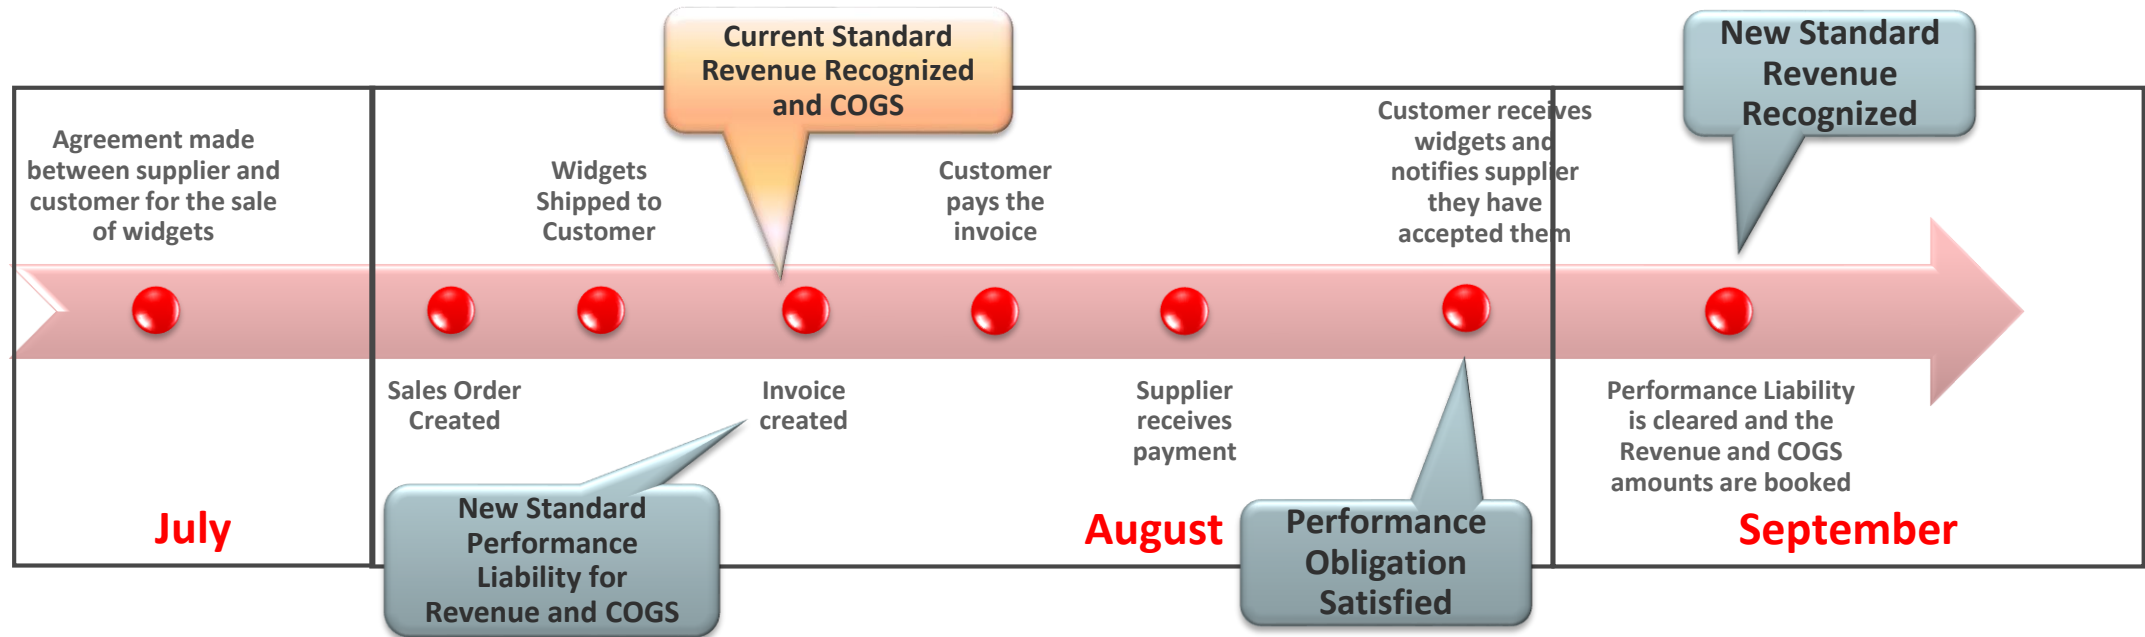 Current Standard
Revenue Recognized
and COGS
New Standard
Revenue
Recognized
Agreement made
between supplier and
customer for the sale
of widgets
Widgets
Shipped to
Customer
Customer
pays the
invoice
Customer receives
widgets and
notifies supplier
they have
accepted them
Sales Order
Created
Invoice
created
Supplier
receives
payment
Performance Liability
is cleared and the
Revenue and COGS
amounts are booked
New Standard
Performance
Liability for
Revenue and COGS
Performance
Obligation
Satisfied
July
August
September